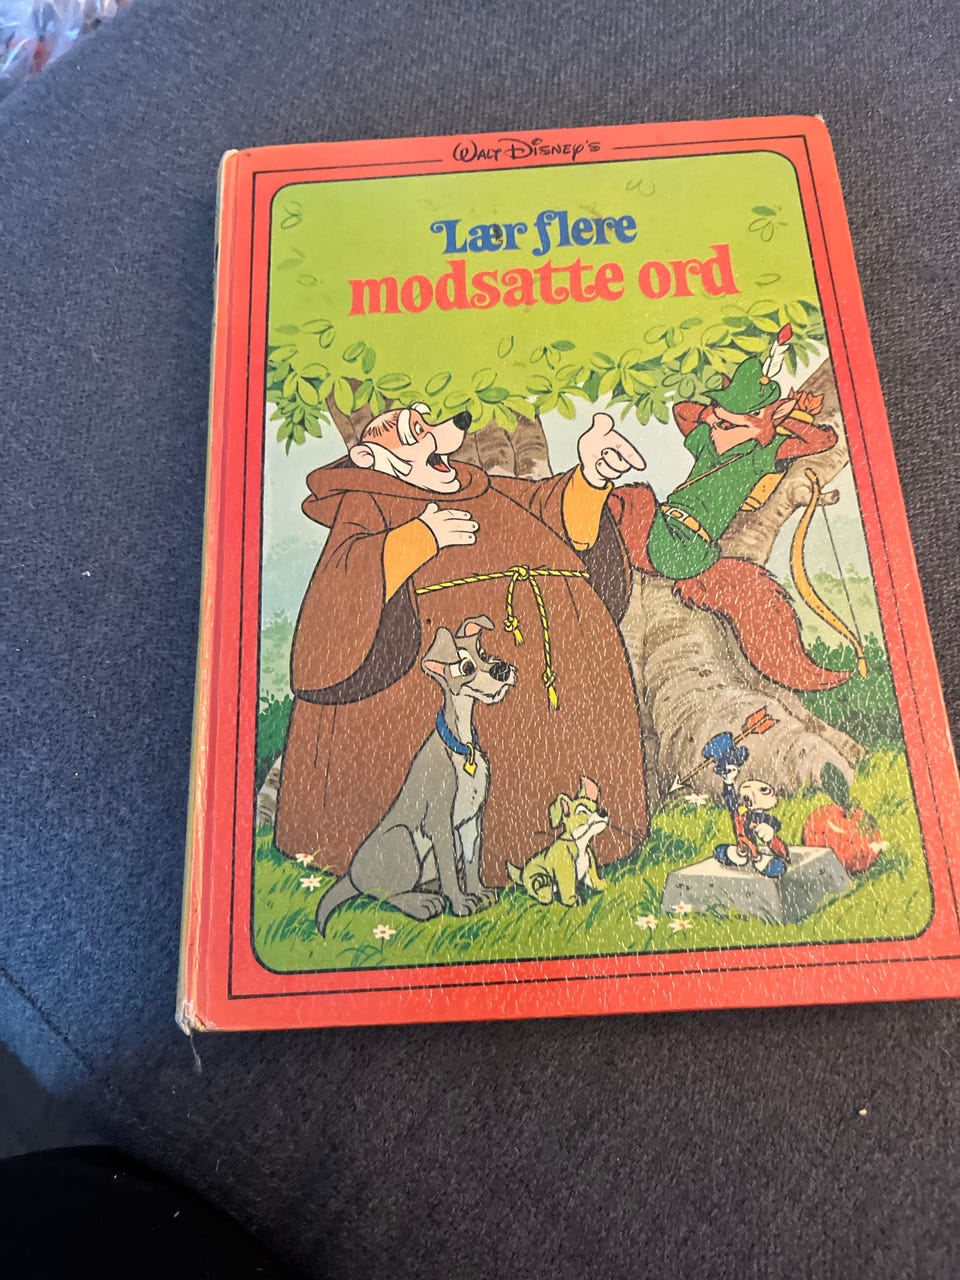 WALT DISNEY'S
Lær flere
modsatte ord